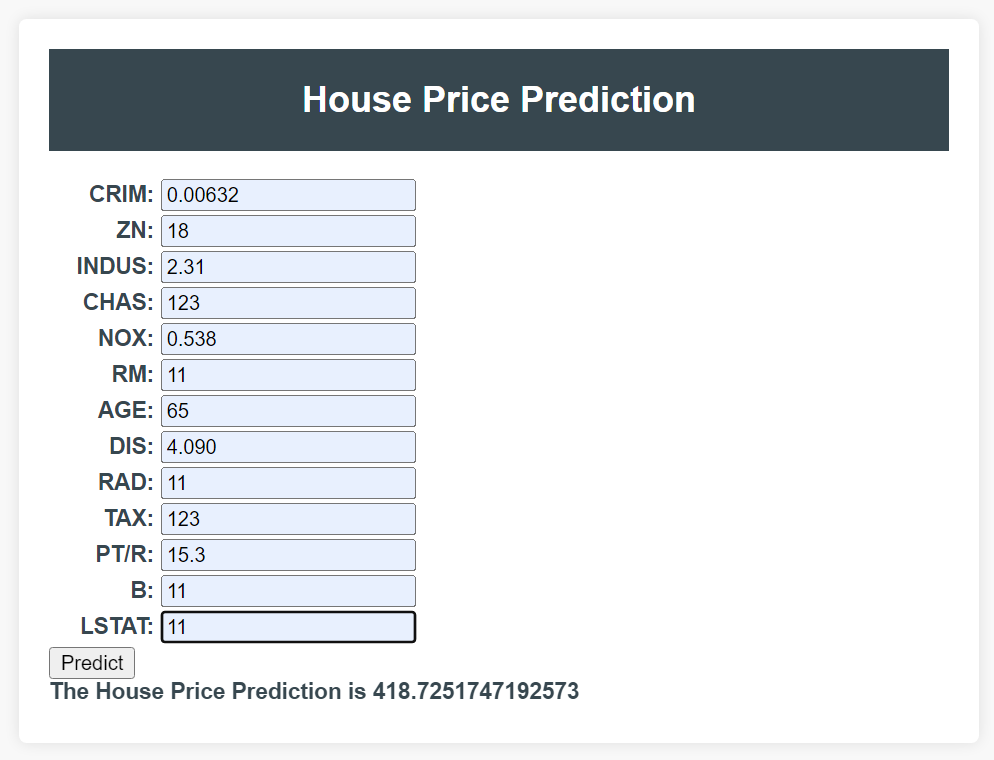 House Price Prediction
CRIM: 0.00632
ZN: 18
INDUS: 2.31
CHAS: 123
NOX: 0.538
RM: 11
AGE: 65
DIS: 4.090
RAD: 11
TAX: 123
PT/R: 15.3
B: 11
LSTAT: 11
Predict
The House Price Prediction is 418.7251747192573